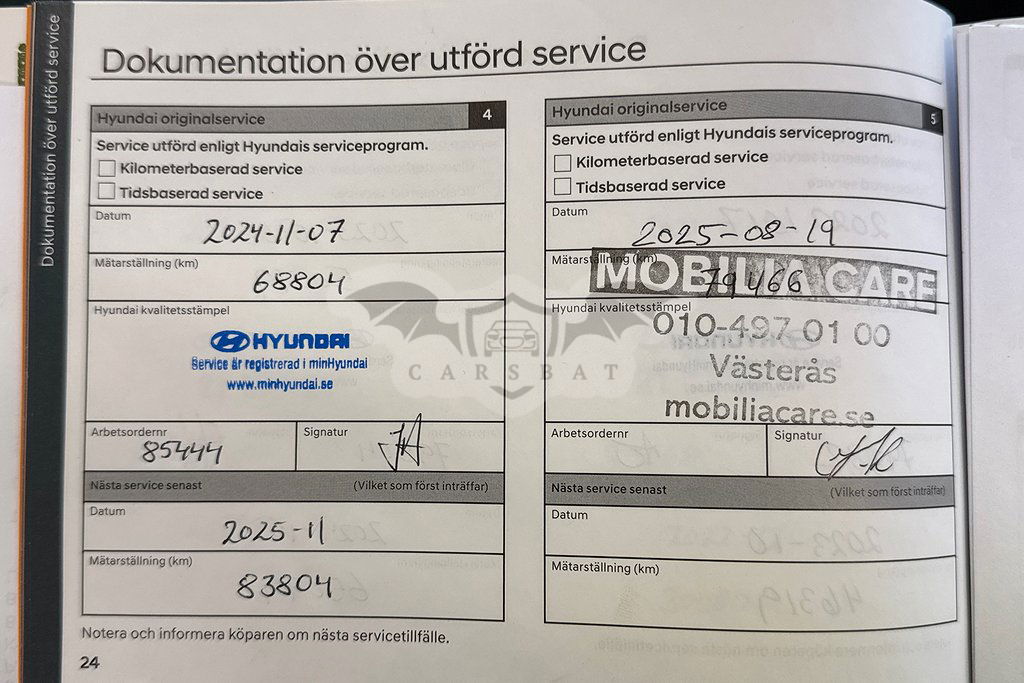 Dokumentation över utförd service
Dokumentation över utförd service
Hyundai originalservice 4
Service utförd enligt Hyundais serviceprogram.
Kilometerbaserad service
Tidsbaserad service
Datum
2024-11-07
Mätarställning (km)
68804
Hyundai kvalitetsstämpel
HYUNDAI
Service är registrerad i minHyundai
www.minhyundai.se
Arbetsordernr
85444
Signatur
Nästa service senast (Vilket som först inträffar)
Datum
2025-11
Mätarställning (km)
83804
Notera och informera köparen om nästa servicetillfälle.
24
Hyundai originalservice 5
Service utförd enligt Hyundais serviceprogram.
Kilometerbaserad service
Tidsbaserad service
Datum
2025-08-19
Mätarställning (km)
MOBILIA CARE
79466
Hyundai kvalitetsstämpel
010-497 01 00
Västerås
mobiliacare.se
Arbetsordernr
Signatur
Nästa service senast (Vilket som först inträffar)
Datum
Mätarställning (km)
CARSBAT